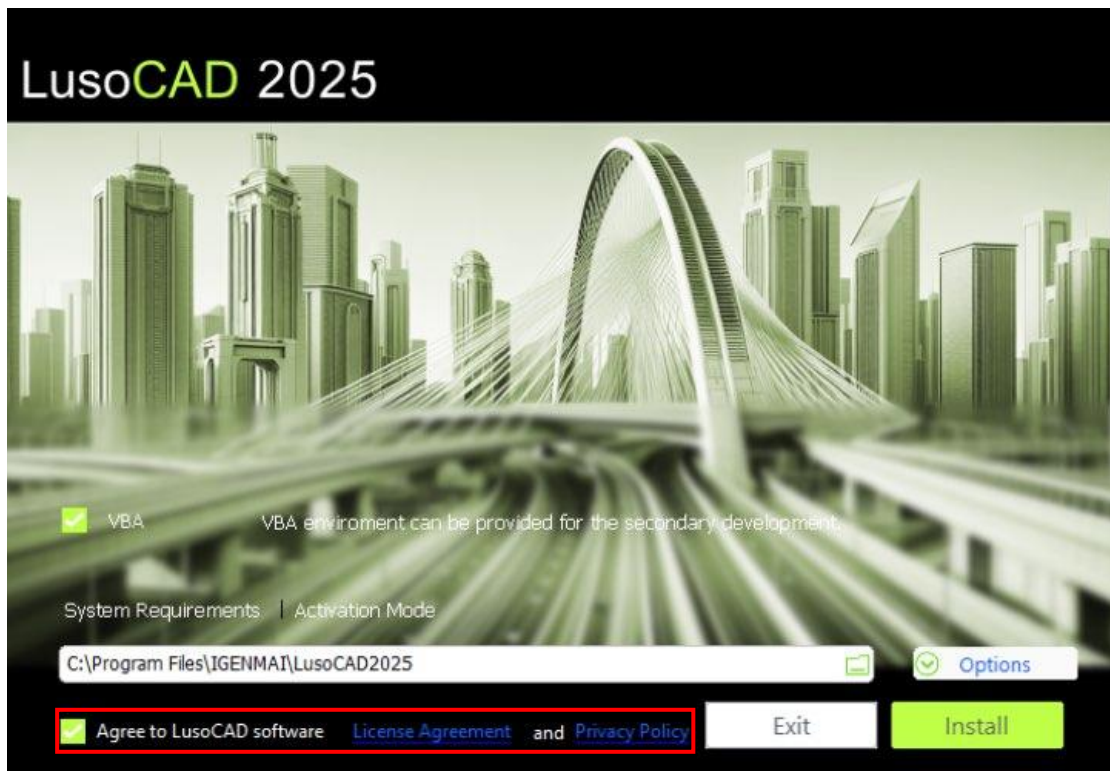 LusoCAD 2025
VBA VBA enviroment can be provided for the secondary development.
System Requirements | Activation Mode
C:\Program Files\IGENMAI\LusoCAD2025 Options
Agree to LusoCAD software License Agreement and Privacy Policy Exit Install